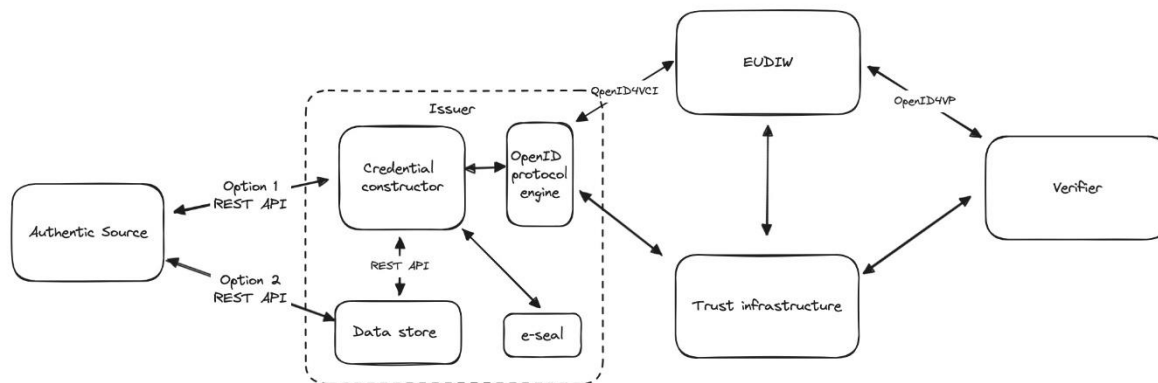 EUDIW
OpenID4VCI
OpenID4VP
Issuer
Credential
constructor
OpenID
protocol
engine
Option 1
REST API
Verifier
Authentic Source
REST API
Option 2
REST API
Trust infrastructure
Data store
e-seal